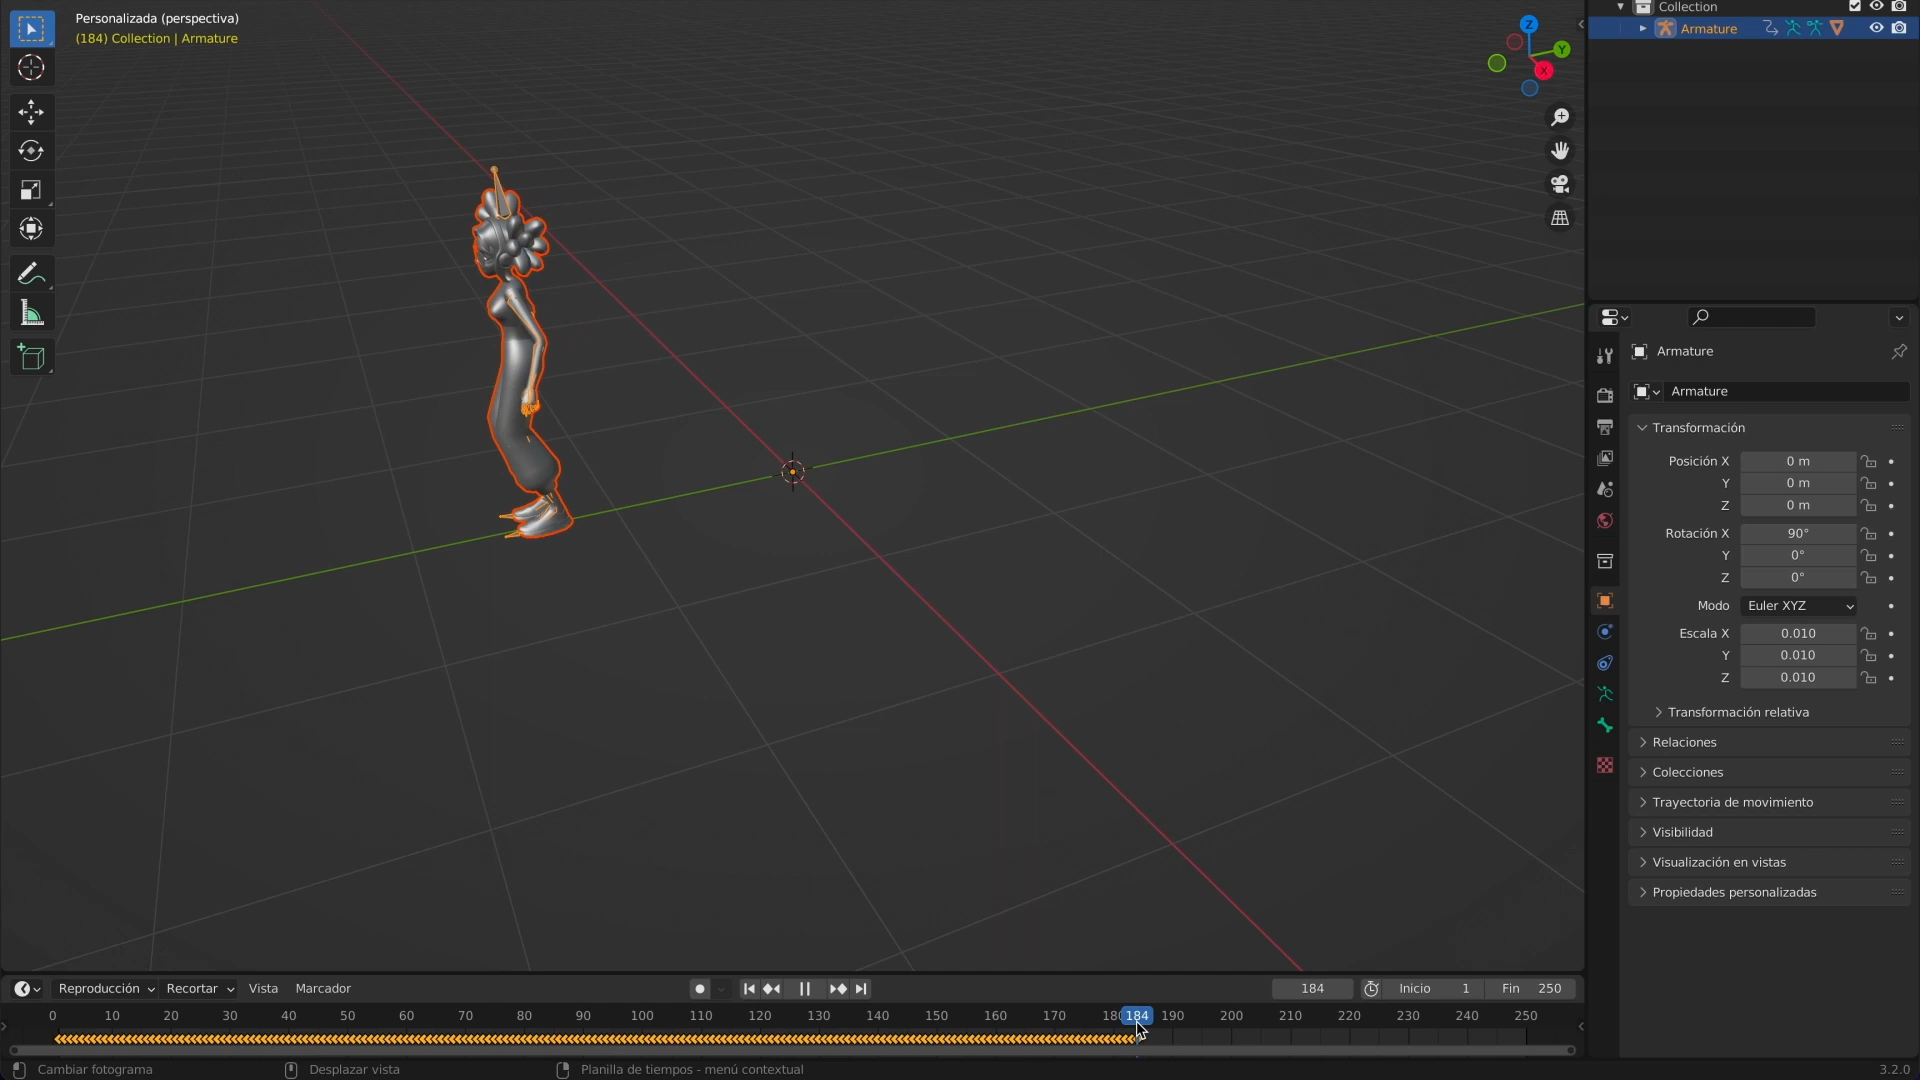 Personalizada (perspectiva)
(184) Collection | Armature
Z
Y
X
Collection
Armature
Armature
Armature
Transformación
Posición X 0 m
Y 0 m
Z 0 m
Rotación X 90°
Y 0°
Z 0°
Modo Euler XYZ
Escala X 0.010
Y 0.010
Z 0.010
Transformación relativa
Relaciones
Colecciones
Trayectoria de movimiento
Visibilidad
Visualización en vistas
Propiedades personalizadas
Reproducción Recortar Vista Marcador 184 Inicio 1 Fin 250
0 10 20 30 40 50 60 70 80 90 100 110 120 130 140 150 160 170 18 184 190 200 210 220 230 240 250
Cambiar fotograma Desplazar vista Planilla de tiempos - menú contextual 3.2.0